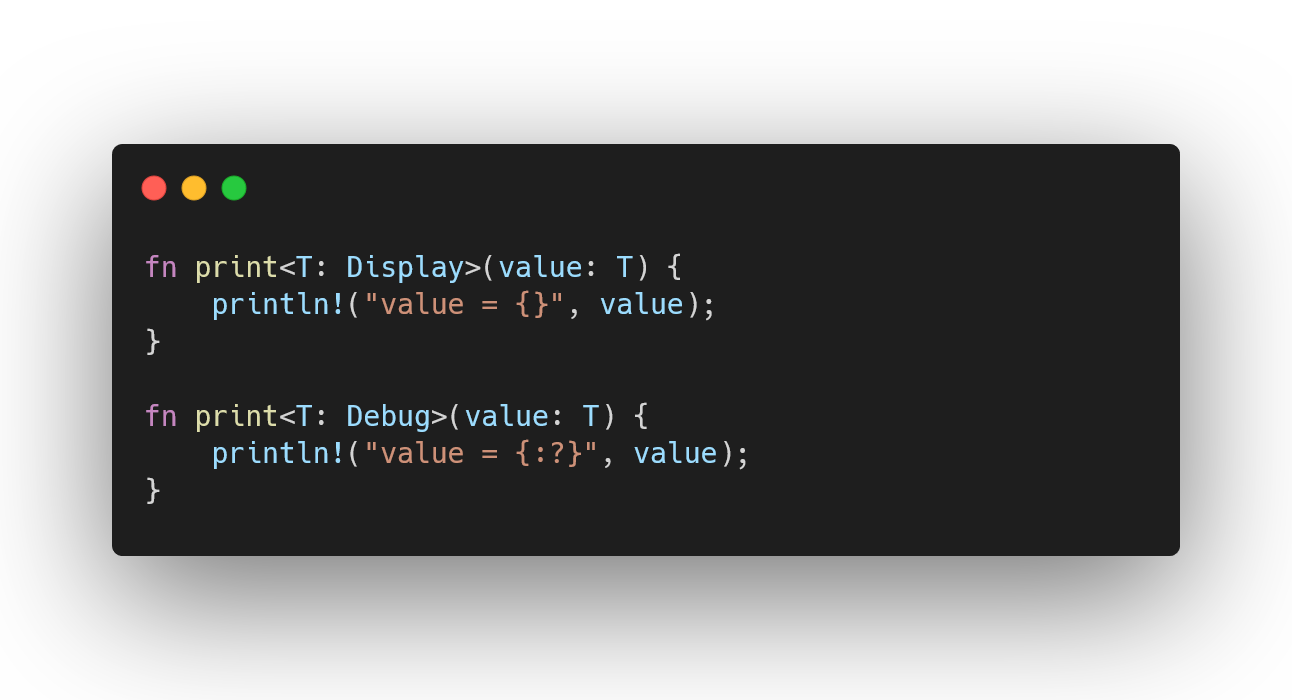 fn print<T: Display>(value: T) {
    println!("value = {}", value);
}

fn print<T: Debug>(value: T) {
    println!("value = {:?}", value);
}